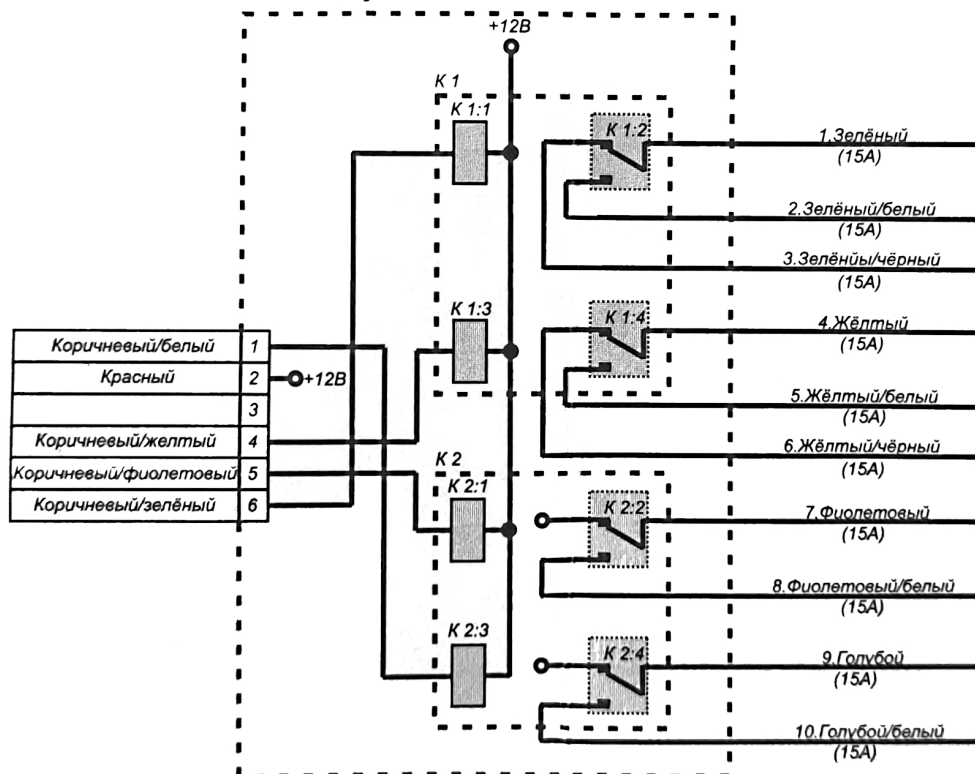 +12В
К 1
К 1:1
К 1:2
1.Зелёный
(15А)
2.Зелёный/белый
(15А)
3.Зелёнйы/чёрный
(15А)
К 1:3
К 1:4
4.Жёлтый
(15А)
Коричневый/белый 1
Красный 2 +12В
3
Коричневый/желтый 4
Коричневый/фиолетовый 5
Коричневый/зелёный 6
5.Жёлтый/белый
(15А)
6.Жёлтый/чёрный
(15А)
К 2
К 2:1
К 2:2
7.Фиолетовый
(15А)
8.Фиолетовый/белый
(15А)
К 2:3
К 2:4
9.Голубой
(15А)
10.Голубой/белый
(15А)